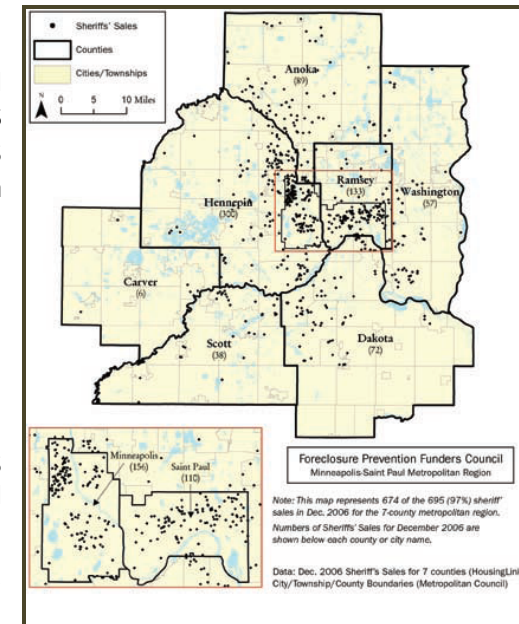 Sheriffs' Sales
Counties
Cities/Townships
N
0 5 10 Miles
Anoka
(89)
Ramsey
(133)
Washington
(57)
Hennepin
(300)
Carver
(6)
Scott
(38)
Dakota
(72)
Minneapolis
(156)
Saint Paul
(110)
Foreclosure Prevention Funders Council
Minneapolis-Saint Paul Metropolitan Region
Note: This map represents 674 of the 695 (97%) sheriff'
sales in Dec. 2006 for the 7-county metropolitan region.
Numbers of Sheriffs' Sales for December 2006 are
shown below each county or city name.
Data: Dec. 2006 Sheriff's Sales for 7 counties (HousingLin
City/Township/County Boundaries (Metropolitan Council)